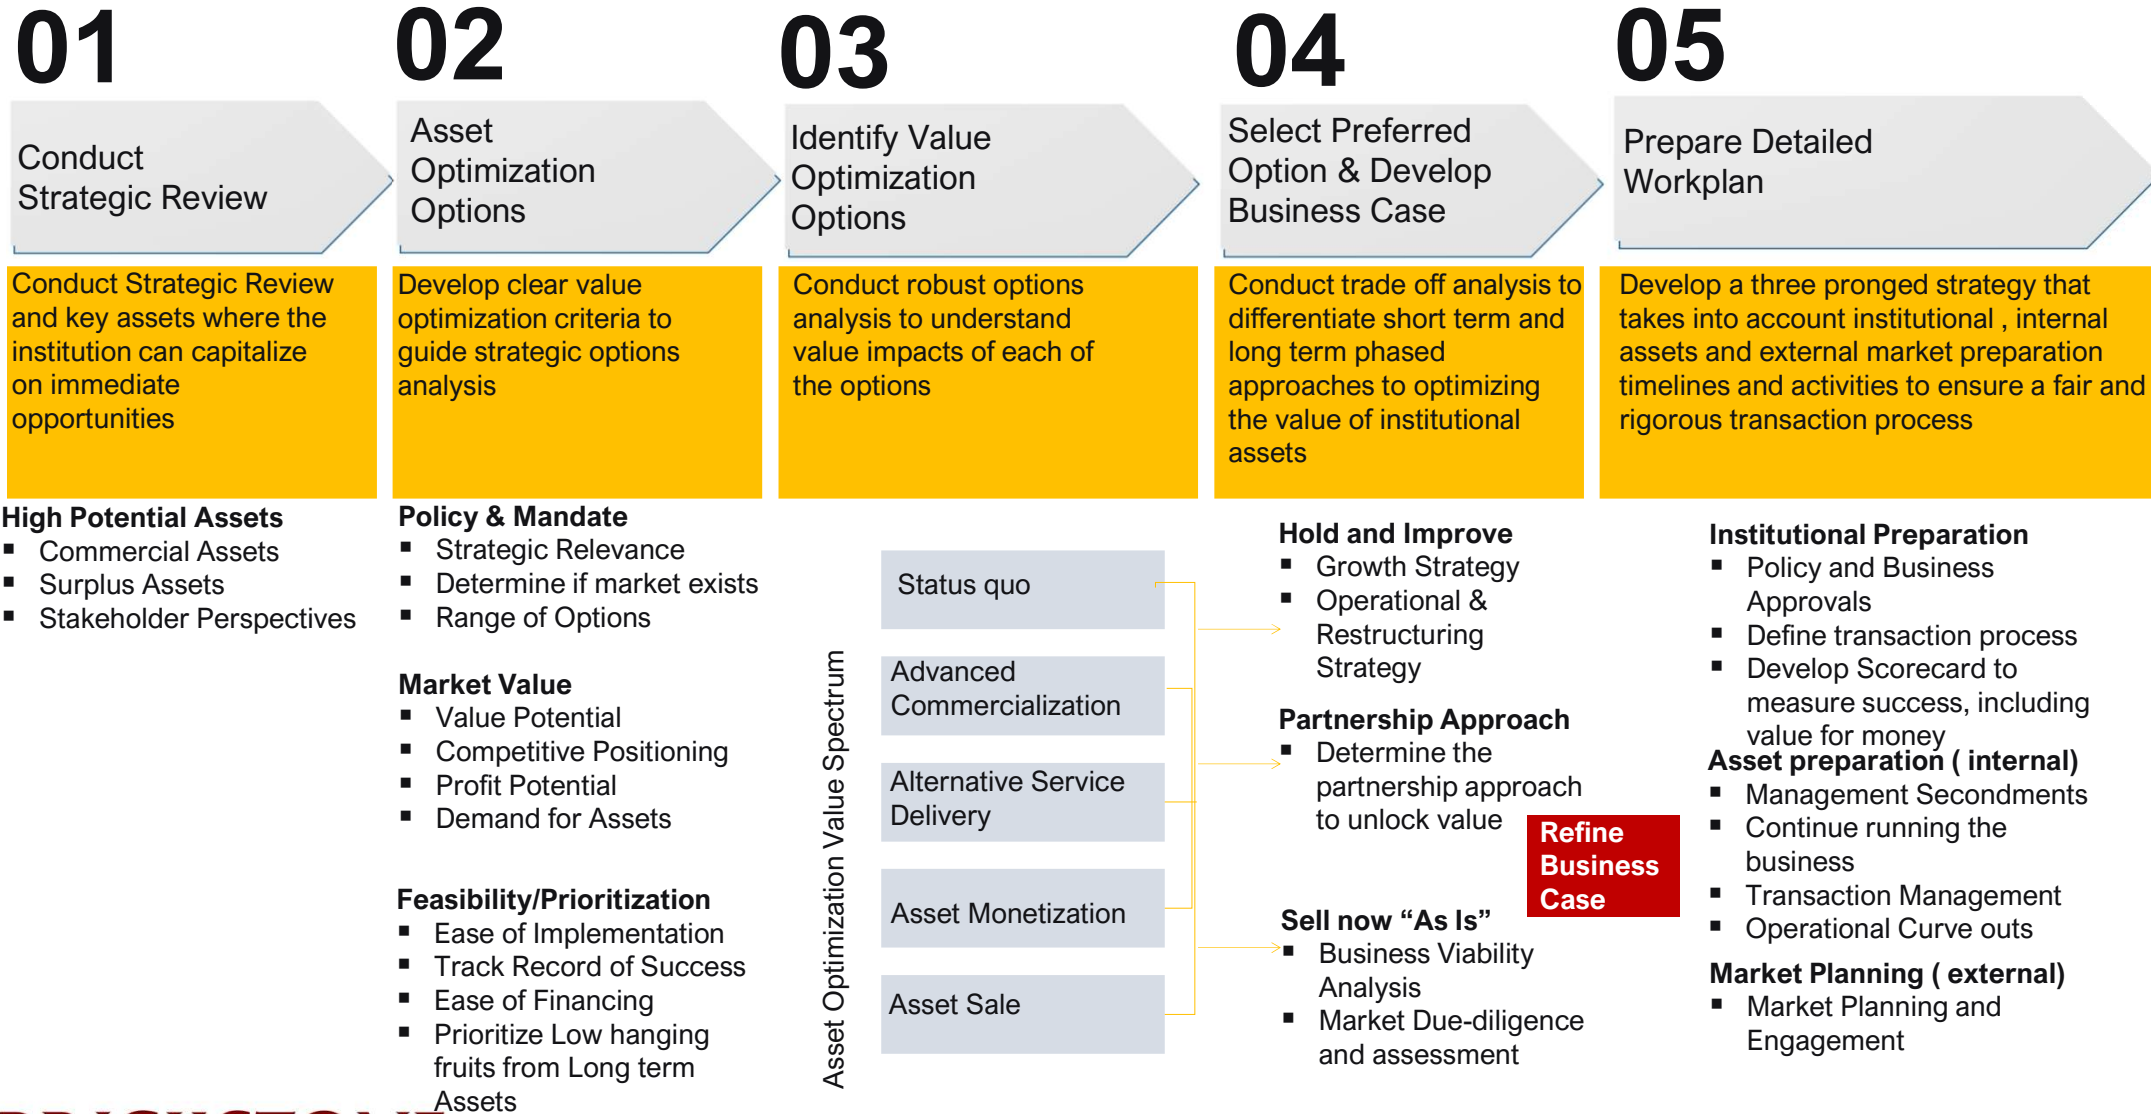 01
Conduct
Strategic Review
Conduct Strategic Review
and key assets where the
institution can capitalize
on immediate
opportunities
High Potential Assets
▪ Commercial Assets
▪ Surplus Assets
▪ Stakeholder Perspectives
02
Asset
Optimization
Options
Develop clear value
optimization criteria to
guide strategic options
analysis
Policy & Mandate
▪ Strategic Relevance
▪ Determine if market exists
▪ Range of Options
Market Value
▪ Value Potential
▪ Competitive Positioning
▪ Profit Potential
▪ Demand for Assets
Feasibility/Prioritization
▪ Ease of Implementation
▪ Track Record of Success
▪ Ease of Financing
▪ Prioritize Low hanging
fruits from Long term
Assets
03
Identify Value
Optimization
Options
Conduct robust options
analysis to understand
value impacts of each of
the options
Asset Optimization Value Spectrum
Status quo
Advanced
Commercialization
Alternative Service
Delivery
Asset Monetization
Asset Sale
04
Select Preferred
Option & Develop
Business Case
Conduct trade off analysis to
differentiate short term and
long term phased
approaches to optimizing
the value of institutional
assets
Hold and Improve
▪ Growth Strategy
▪ Operational &
Restructuring
Strategy
Partnership Approach
▪ Determine the
partnership approach
to unlock value
Refine
Business
Case
Sell now “As Is”
▪ Business Viability
Analysis
▪ Market Due-diligence
and assessment
05
Prepare Detailed
Workplan
Develop a three pronged strategy that
takes into account institutional , internal
assets and external market preparation
timelines and activities to ensure a fair and
rigorous transaction process
Institutional Preparation
▪ Policy and Business
Approvals
▪ Define transaction process
▪ Develop Scorecard to
measure success, including
value for money
Asset preparation ( internal)
▪ Management Secondments
▪ Continue running the
business
▪ Transaction Management
▪ Operational Curve outs
Market Planning ( external)
▪ Market Planning and
Engagement